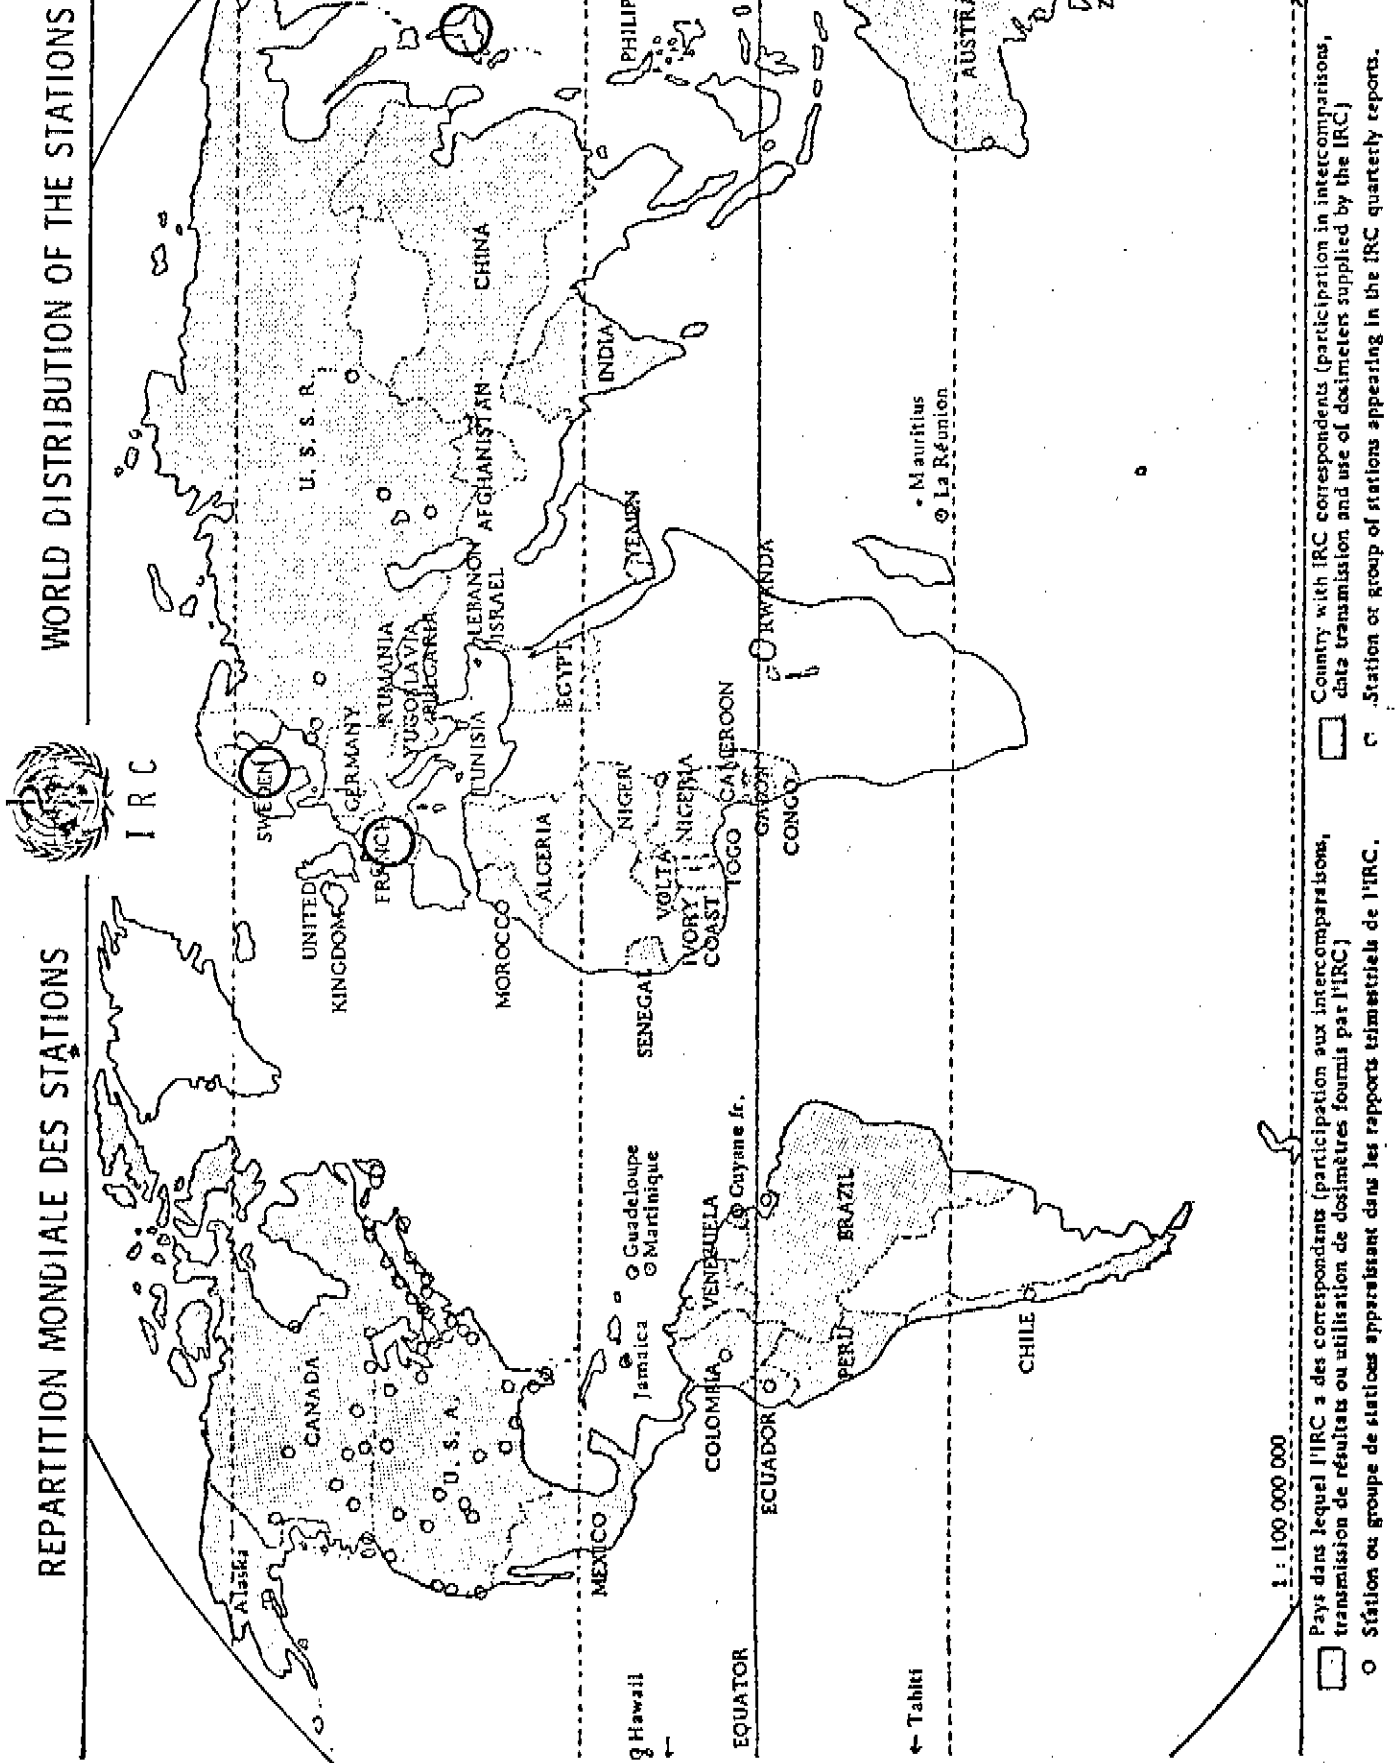 REPARTITION MONDIALE DES STATIONS
IRC
WORLD DISTRIBUTION OF THE STATIONS
Alaska
CANADA
U. S. A.
MEXICO
Hawaii
Jamaica
Guadeloupe
Martinique
COLOMBIA
VENEZUELA
Guyane fr.
EQUATOR
ECUADOR
PERU
BRAZIL
CHILE
← Tahiti
UNITED
KINGDOM
SWEDEN
FRANCE
GERMANY
RUMANIA
YUGOSLAVIA
BULGARIA
U. S. S. R.
MOROCCO
TUNISIA
ALGERIA
LEBANON
ISRAEL
EGYPT
AFGHANISTAN
CHINA
INDIA
YEMEN
SENEGAL
NIGER
VOLTA
NIGERIA
IVORY
COAST
TOGO
CAMEROON
GABON
CONGO
RWANDA
Mauritius
La Réunion
PHILIP
AUSTRA
1 : 100 000 000
Pays dans lequel l'IRC a des correspondants (participation aux intercomparaisons,
transmission de résultats ou utilisation de dosimètres fournis par l'IRC)
Station ou groupe de stations apparaissant dans les rapports trimestriels de l'IRC.
Country with IRC correspondents (participation in intercomparisons,
data transmission and use of dosimeters supplied by the IRC)
Station or group of stations appearing in the IRC quarterly reports.